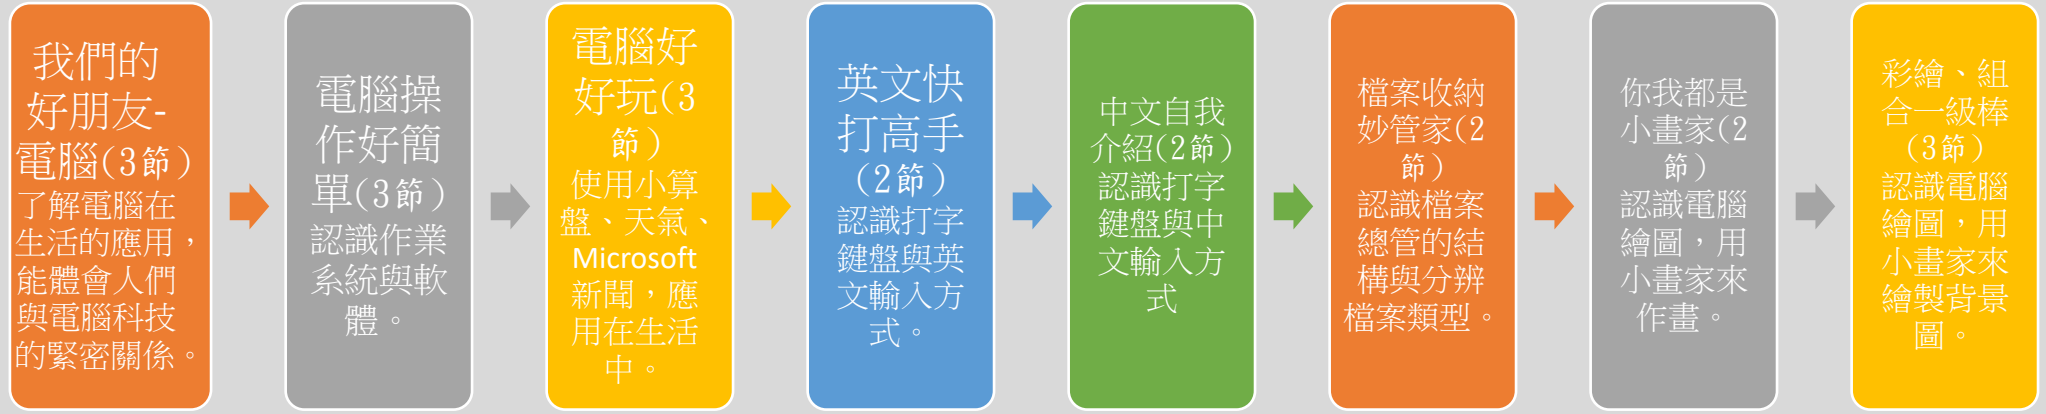 我們的
好朋友-
電腦(3節)
了解電腦在
生活的應用，
能體會人們
與電腦科技
的緊密關係。
電腦操
作好簡
單(3節)
認識作業
系統與軟
體。
電腦好
好玩(3
節)
使用小算
盤、天氣、
Microsoft
新聞，應
用在生活
中。
英文快
打高手
(2節)
認識打字
鍵盤與英
文輸入方
式。
中文自我
介紹(2節)
認識打字
鍵盤與中
文輸入方
式
檔案收納
妙管家(2
節)
認識檔案
總管的結
構與分辨
檔案類型。
你我都是
小畫家(2
節)
認識電腦
繪圖，用
小畫家來
作畫。
彩繪、組
合一級棒
(3節)
認識電腦
繪圖，用
小畫家來
繪製背景
圖。